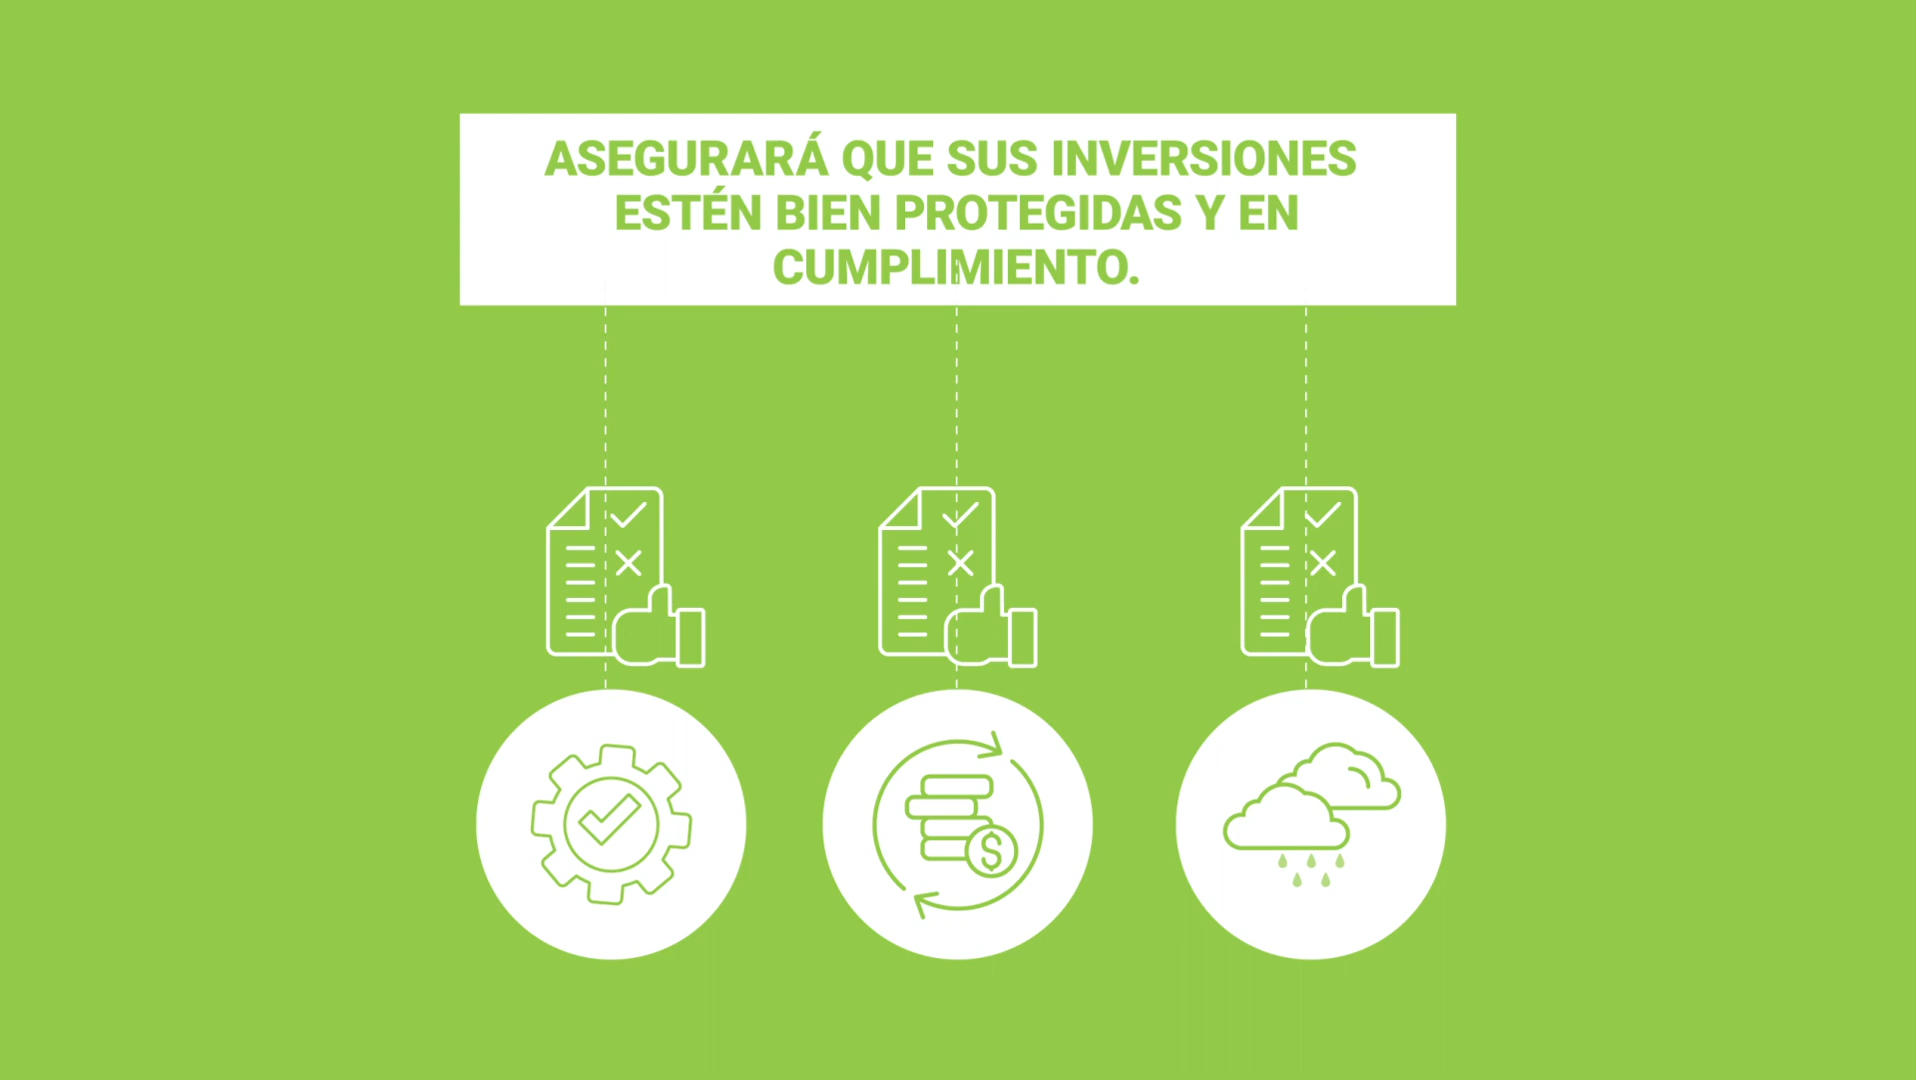 ASEGURARÁ QUE SUS INVERSIONES
ESTÉN BIEN PROTEGIDAS Y EN
CUMPLIMIENTO.
$